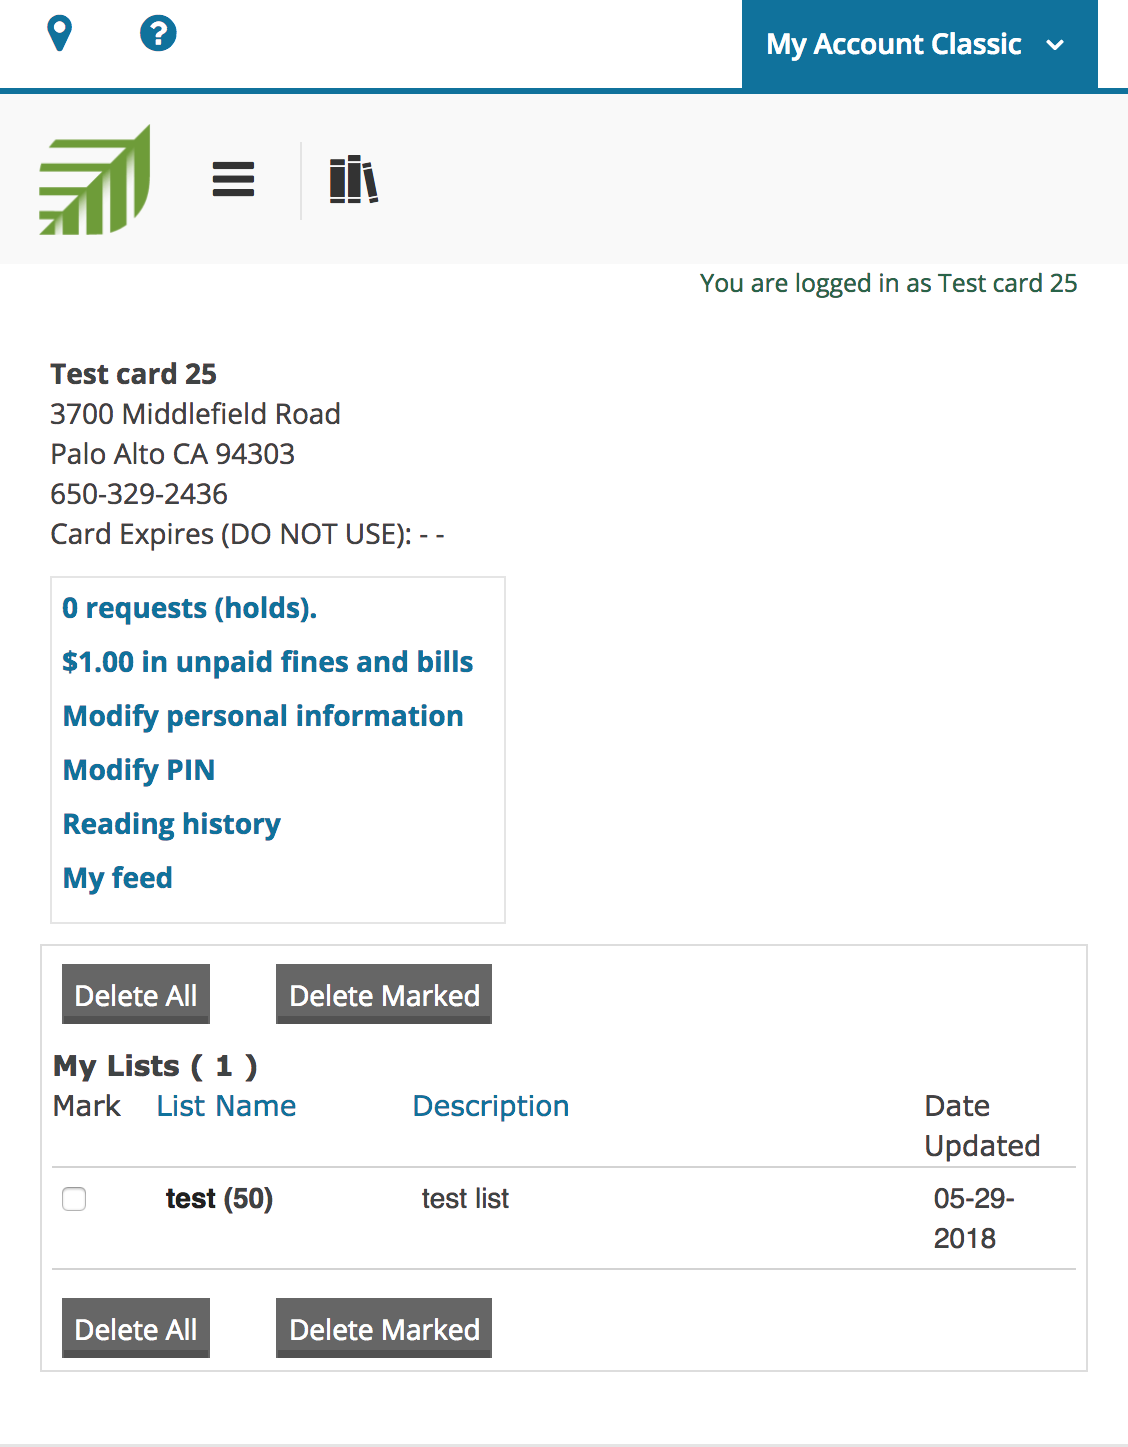 ?
My Account Classic
You are logged in as Test card 25
Test card 25
3700 Middlefield Road
Palo Alto CA 94303
650-329-2436
Card Expires (DO NOT USE): - -
0 requests (holds).
$1.00 in unpaid fines and bills
Modify personal information
Modify PIN
Reading history
My feed
Delete All Delete Marked
My Lists ( 1 )
Mark List Name Description Date
Updated
test (50) test list 05-29-
2018
Delete All Delete Marked